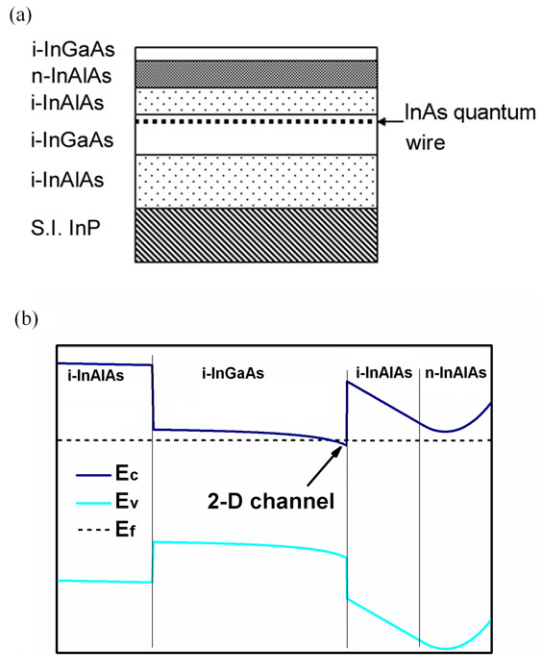 (a)
i-InGaAs
n-InAlAs
i-InAlAs
InAs quantum
wire
i-InGaAs
i-InAlAs
S.I. InP
(b)
i-InAlAs
i-InGaAs
i-InAlAs
n-InAlAs
Ec
Ev
Ef
2-D channel